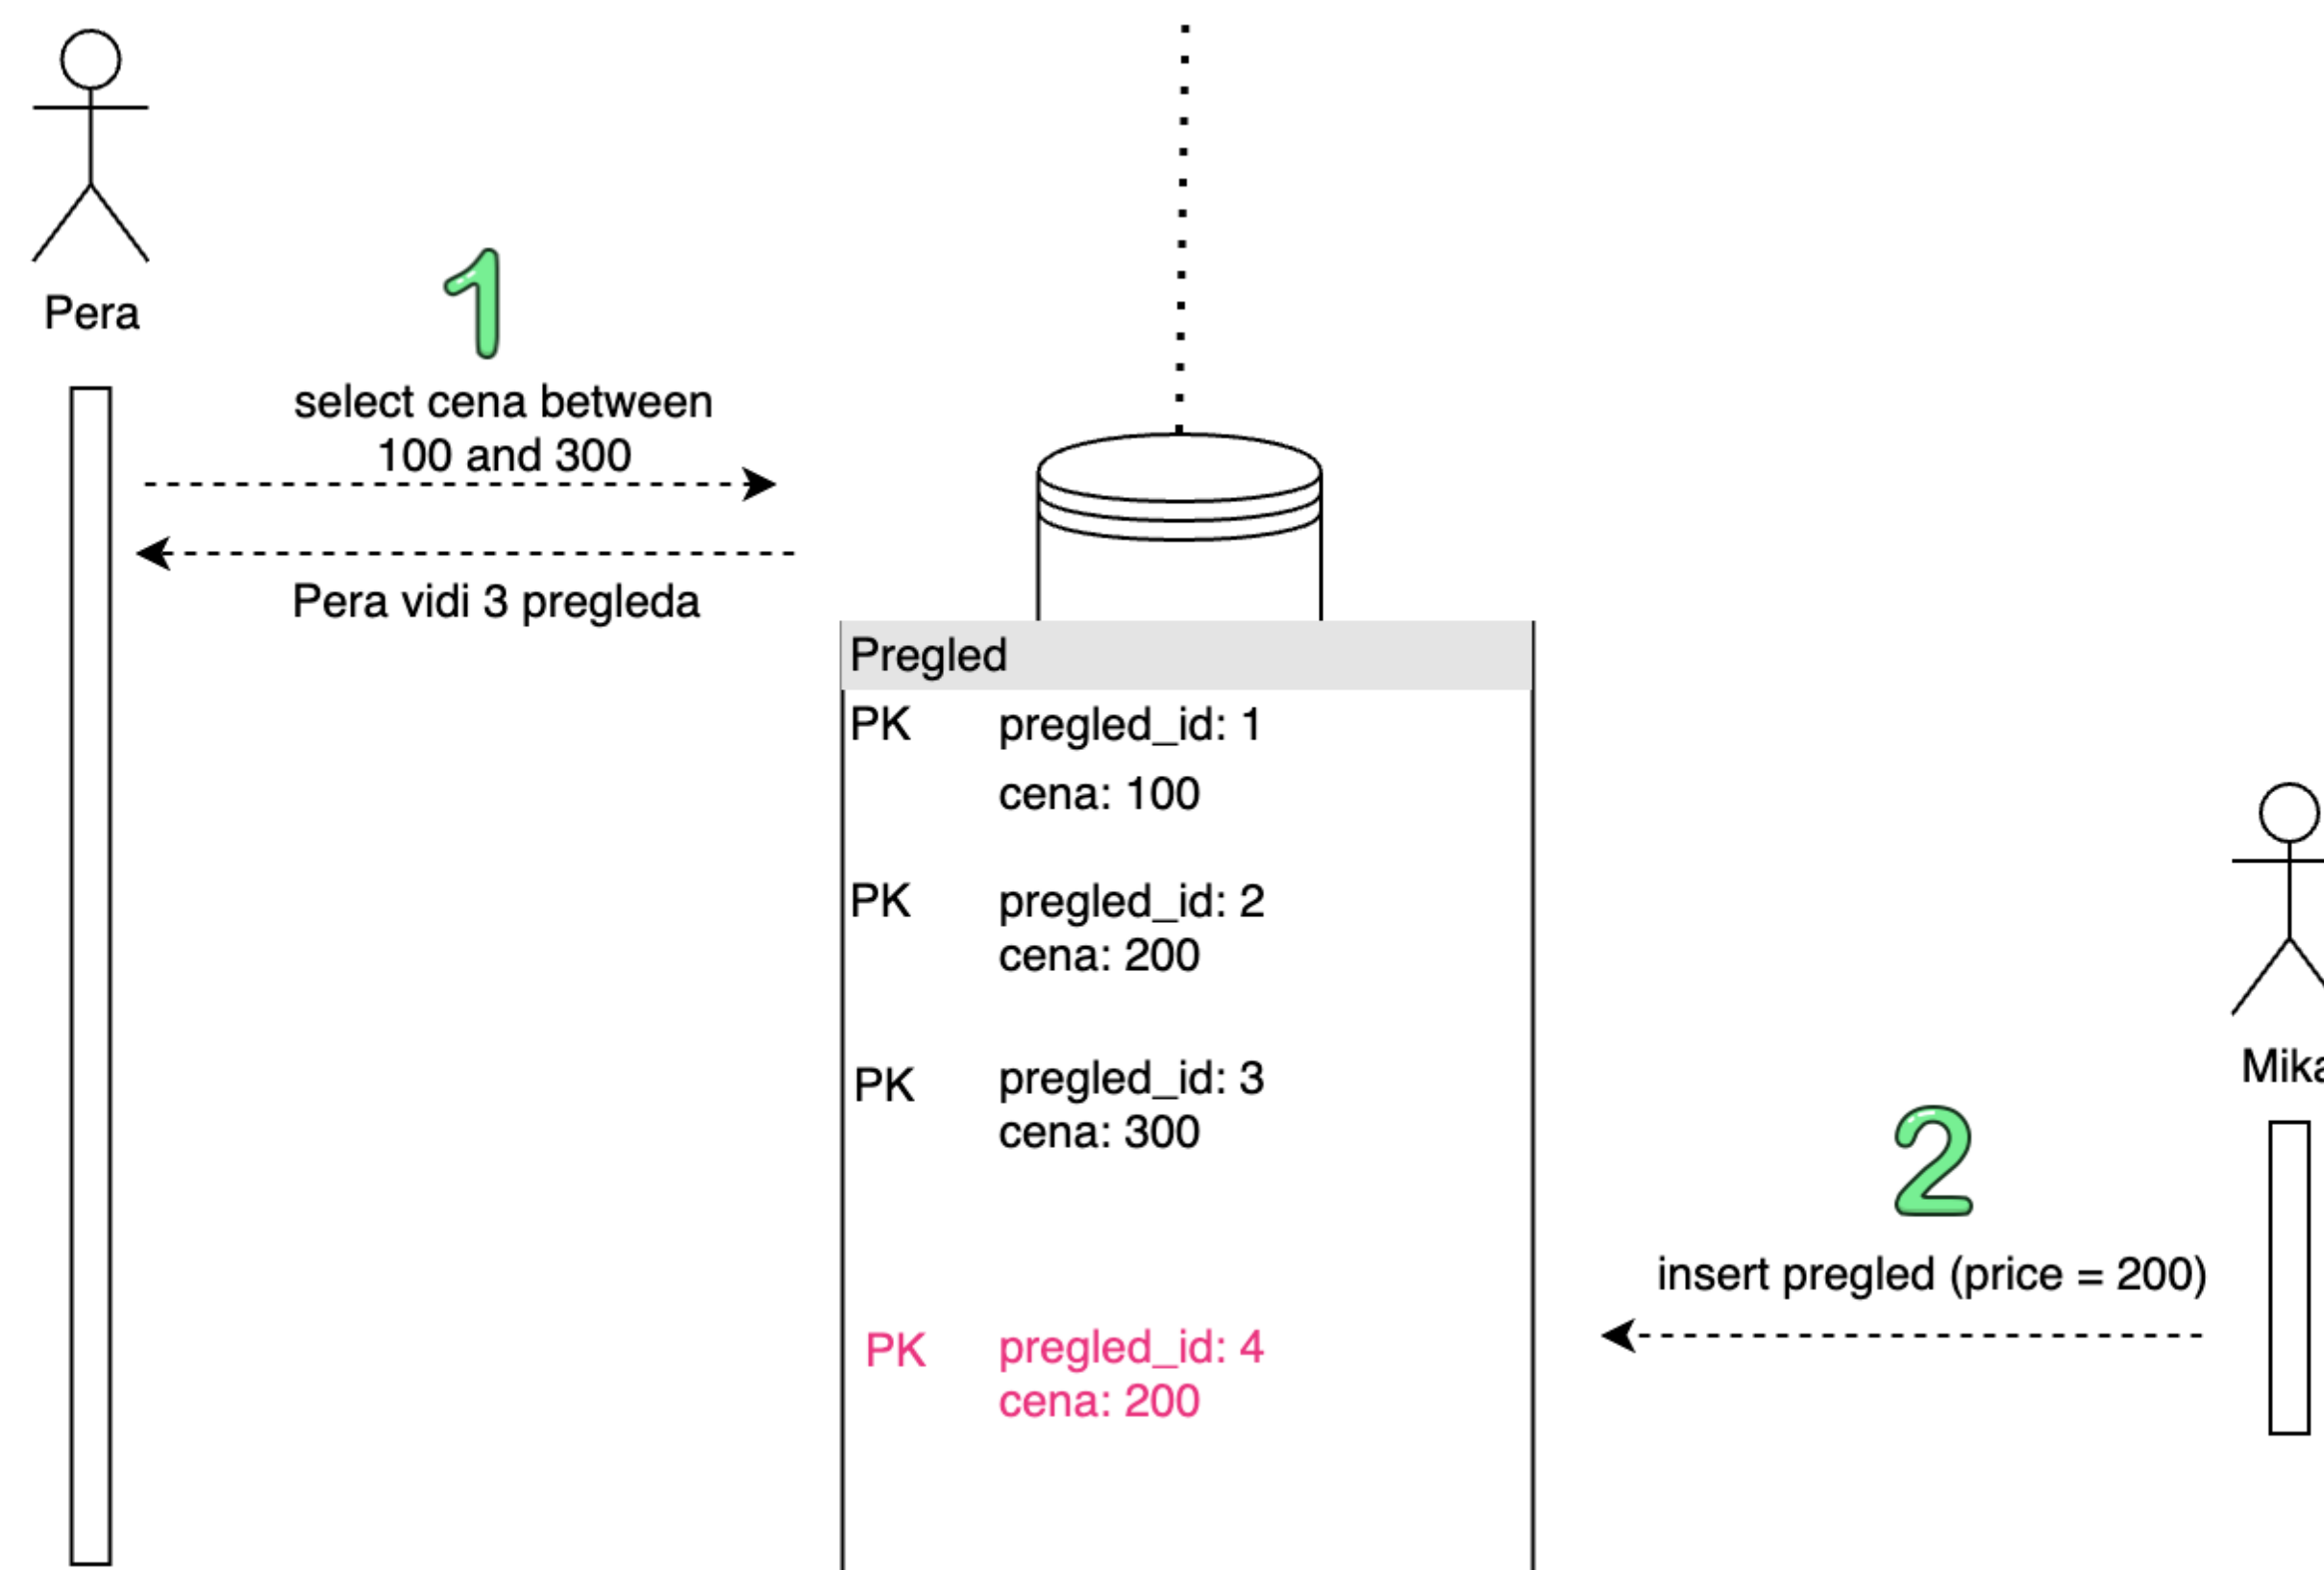 Pera
1
select cena between
100 and 300
Pera vidi 3 pregleda
Pregled
PK pregled_id: 1
cena: 100
PK pregled_id: 2
cena: 200
PK pregled_id: 3
cena: 300
Mika
2
insert pregled (price = 200)
PK pregled_id: 4
cena: 200